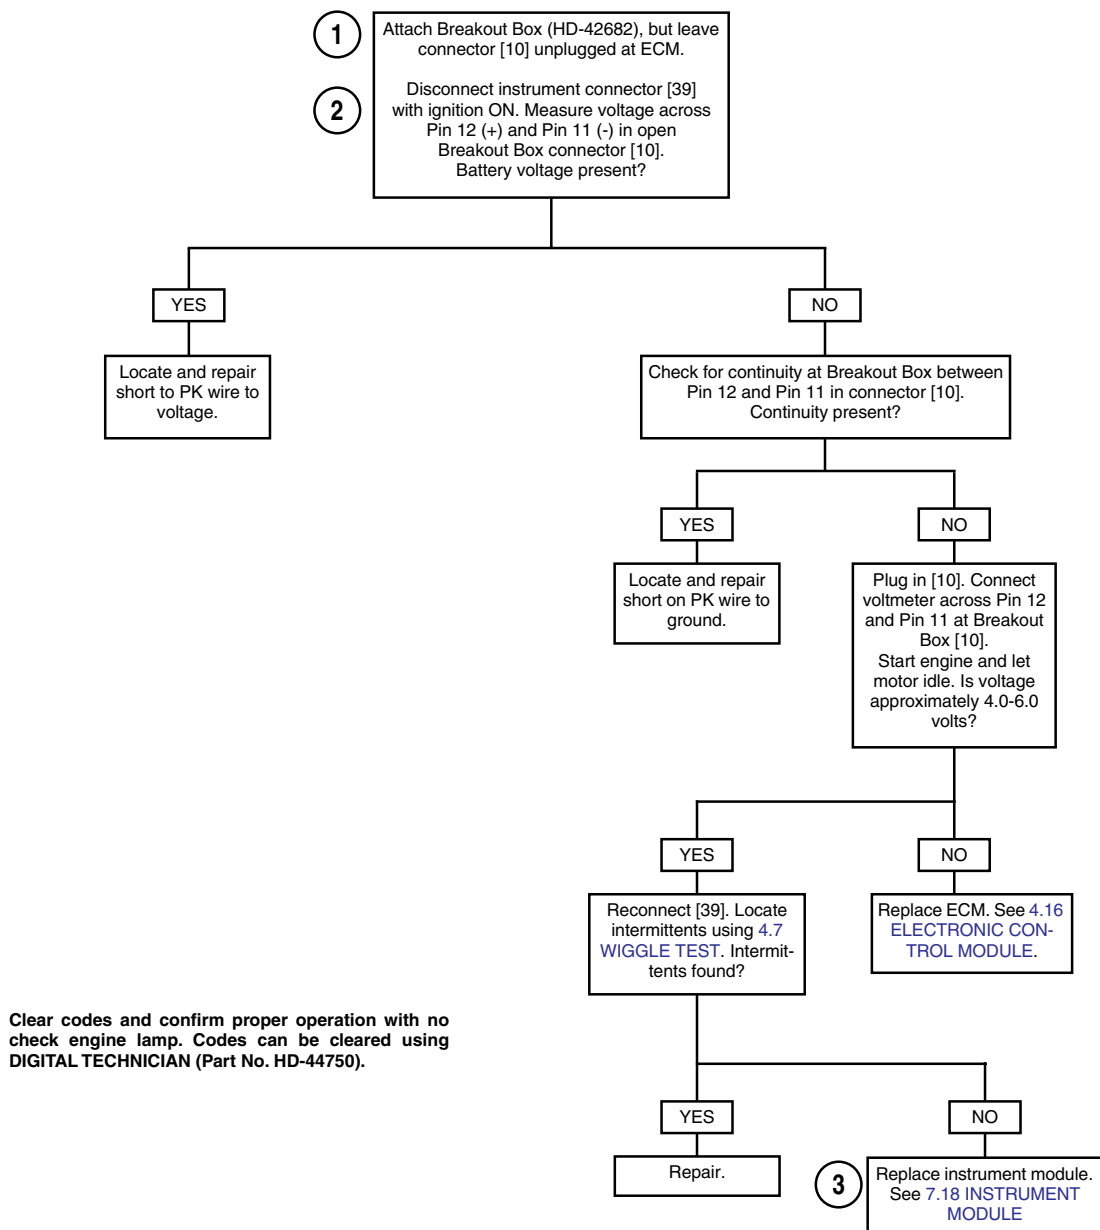 1
Attach Breakout Box (HD-42682), but leave
connector [10] unplugged at ECM.
2
Disconnect instrument connector [39]
with ignition ON. Measure voltage across
Pin 12 (+) and Pin 11 (-) in open
Breakout Box connector [10].
Battery voltage present?
YES
NO
Locate and repair
short to PK wire to
voltage.
Check for continuity at Breakout Box between
Pin 12 and Pin 11 in connector [10].
Continuity present?
YES
NO
Locate and repair
short on PK wire to
ground.
Plug in [10]. Connect
voltmeter across Pin 12
and Pin 11 at Breakout
Box [10].
Start engine and let
motor idle. Is voltage
approximately 4.0-6.0
volts?
YES
NO
Reconnect [39]. Locate
intermittents using 4.7
WIGGLE TEST. Intermit-
tents found?
Replace ECM. See 4.16
ELECTRONIC CON-
TROL MODULE.
Clear codes and confirm proper operation with no
check engine lamp. Codes can be cleared using
DIGITAL TECHNICIAN (Part No. HD-44750).
YES
NO
Repair.
3
Replace instrument module.
See 7.18 INSTRUMENT
MODULE